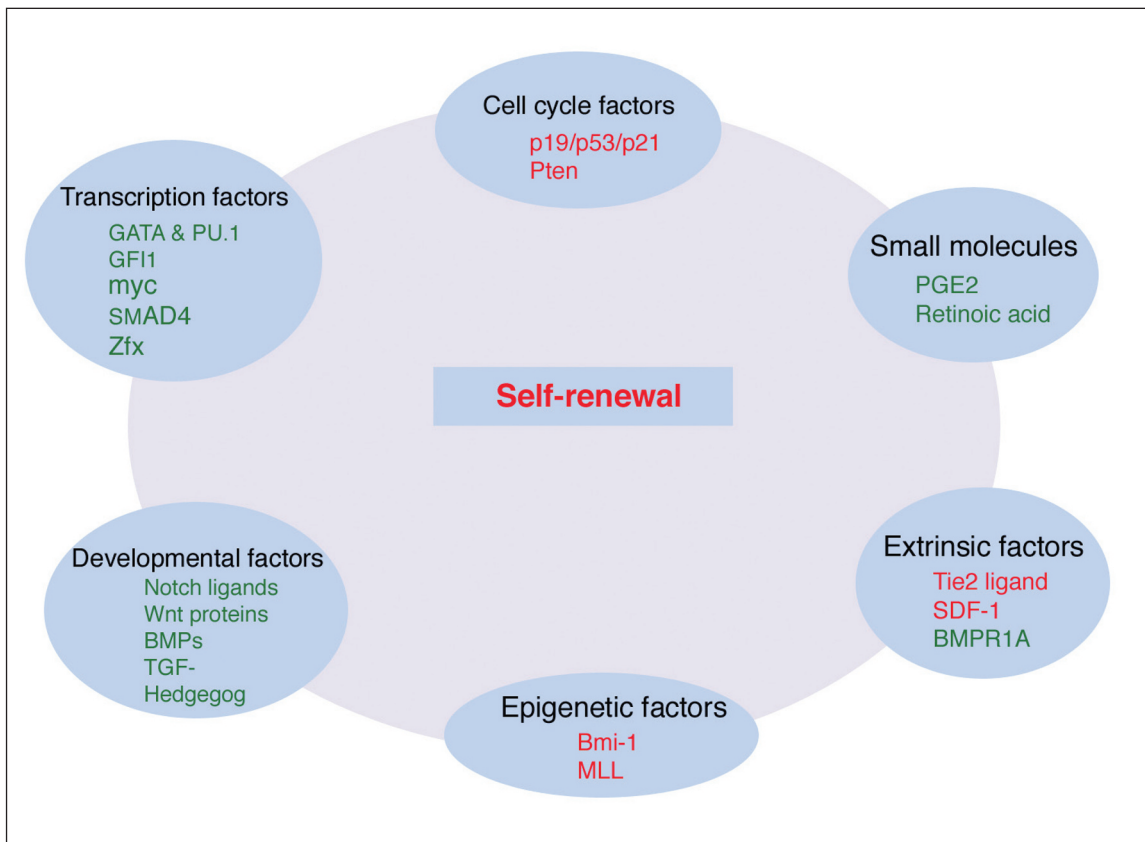 Cell cycle factors
p19/p53/p21
Pten
Transcription factors
GATA & PU.1
GFI1
myc
SMAD4
Zfx
Small molecules
PGE2
Retinoic acid
Self-renewal
Developmental factors
Notch ligands
Wnt proteins
BMPs
TGF-
Hedgegog
Extrinsic factors
Tie2 ligand
SDF-1
BMPR1A
Epigenetic factors
Bmi-1
MLL